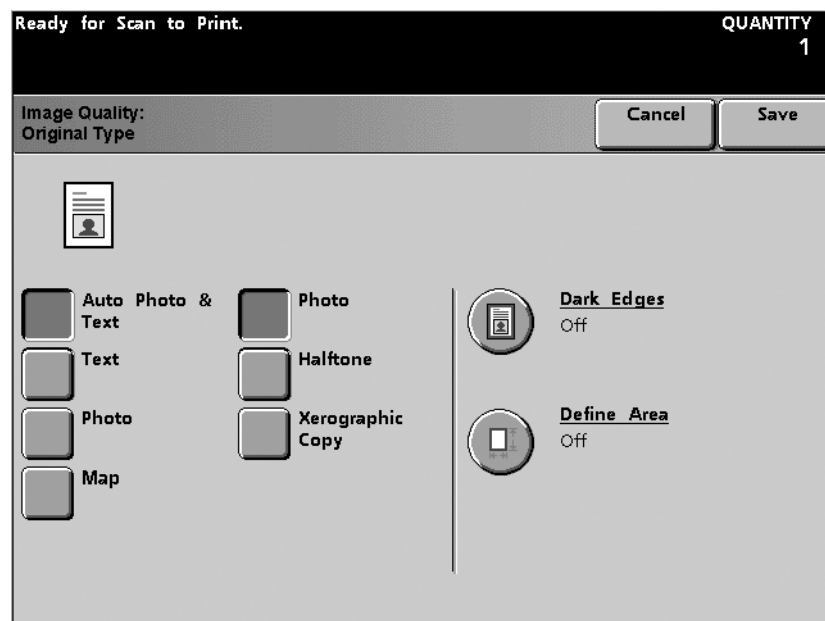 Ready for Scan to Print.
QUANTITY
1
Image Quality:
Original Type
Cancel
Save
Auto Photo &
Text
Text
Photo
Map
Photo
Halftone
Xerographic
Copy
Dark Edges
Off
Define Area
Off